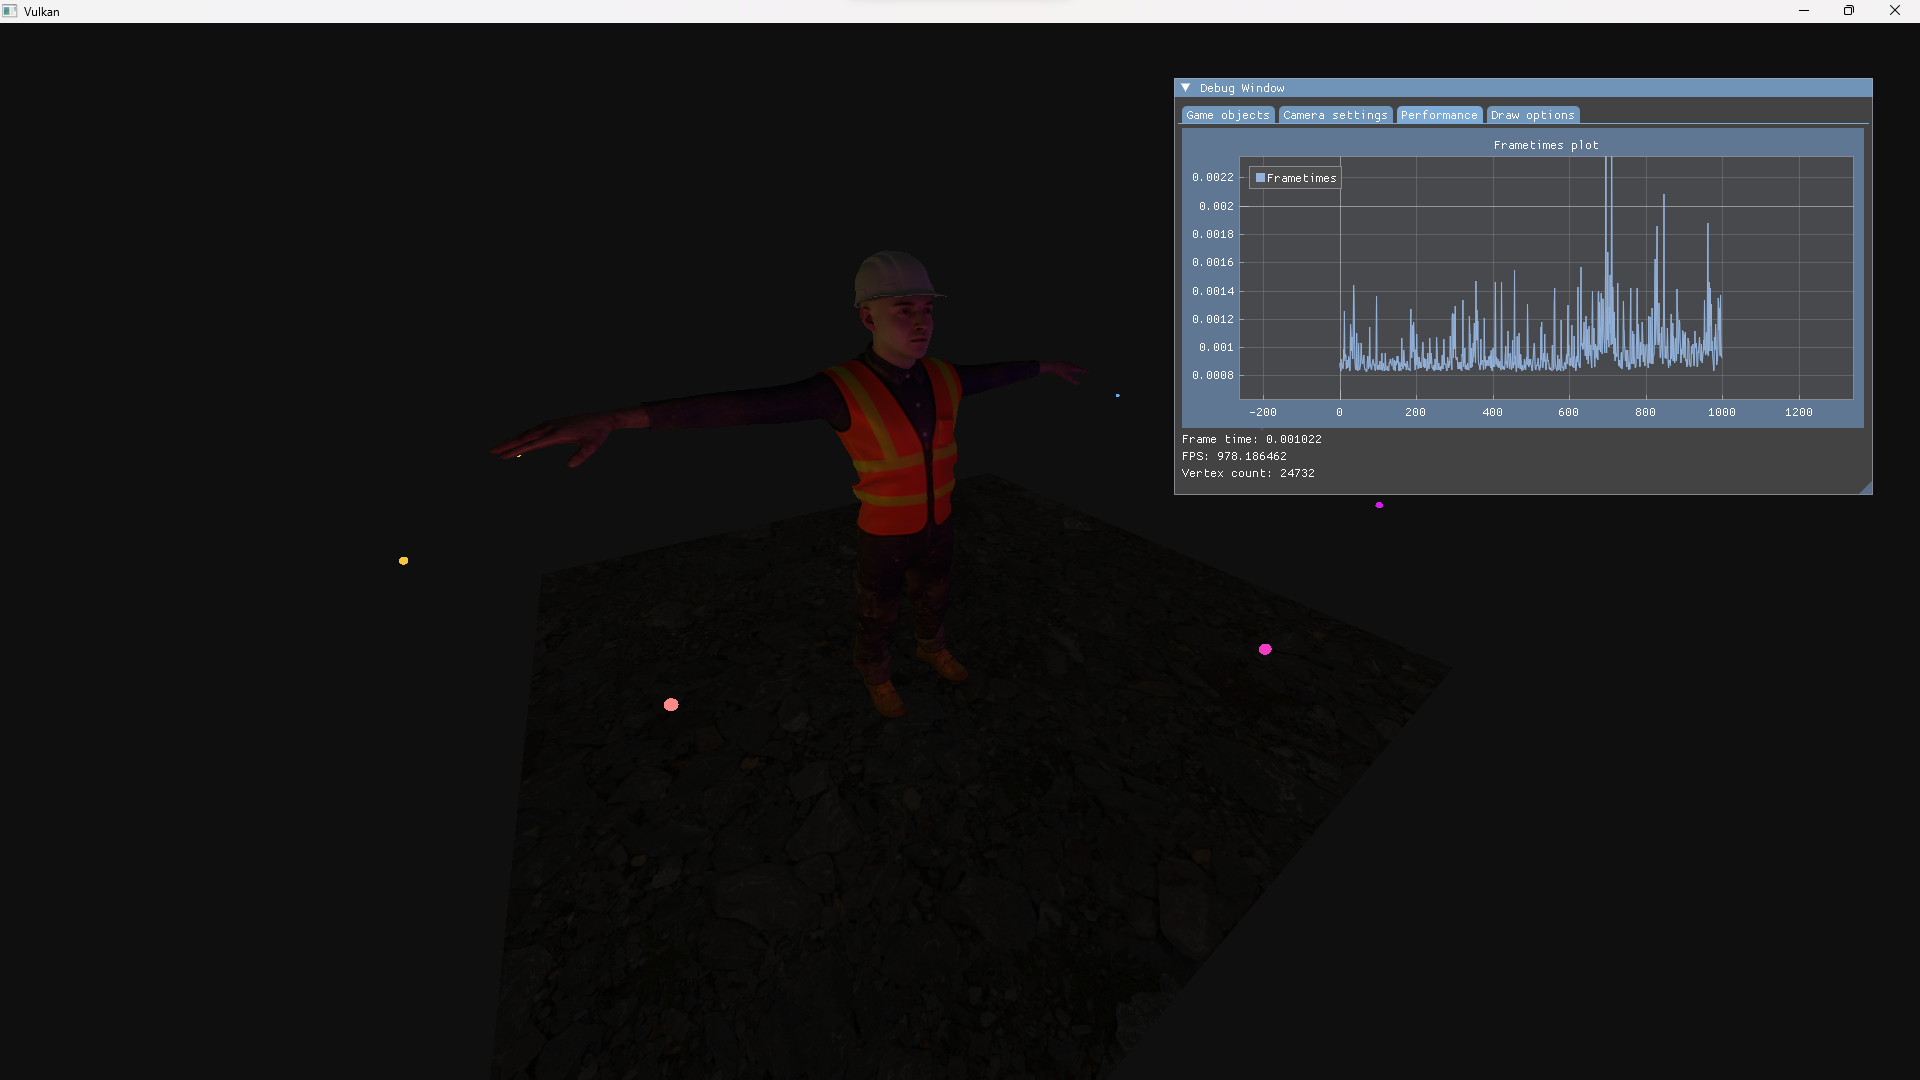 Vulkan
Debug Window
Game objects Camera settings Performance Draw options
Frametimes plot
Frametimes
0.0022
0.002
0.0018
0.0016
0.0014
0.0012
0.001
0.0008
-200 0 200 400 600 800 1000 1200
Frame time: 0.001022
FPS: 978.186462
Vertex count: 24732